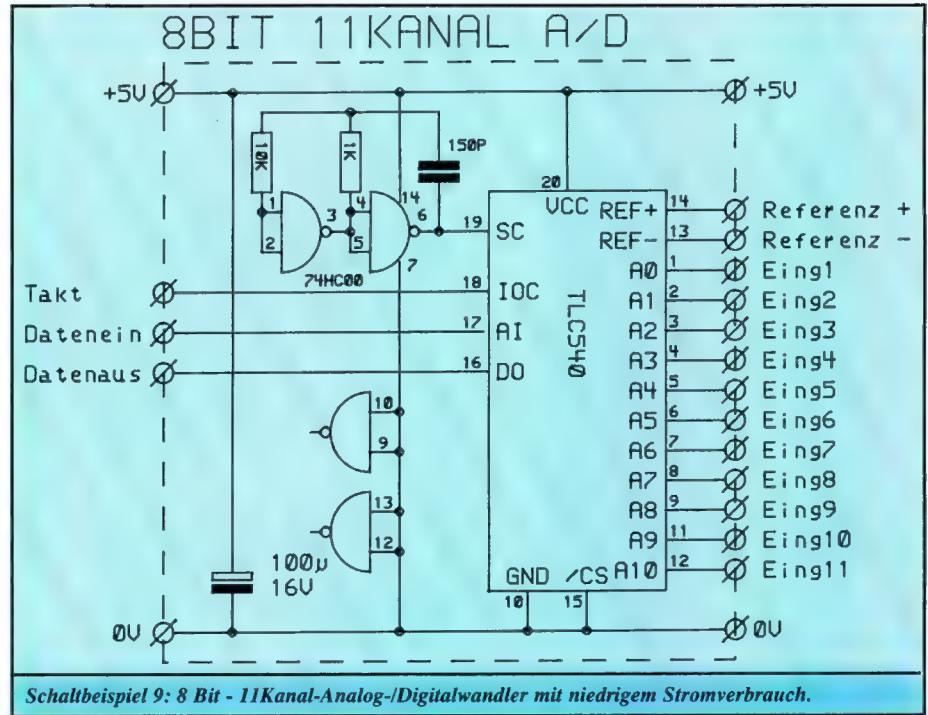 8BIT 11KANAL A/D
+5V
+5V
10K
1K
150P
1
2
3
4
5
14
6
7
74HC00
20
VCC
19
SC
REF+
14
Referenz +
REF-
13
Referenz -
A0
1
Eing1
Takt
18
IOC
A1
2
Eing2
Datenein
17
AI
A2
3
Eing3
Datenaus
16
DO
A3
4
Eing4
TLC540
A4
5
Eing5
A5
6
Eing6
A6
7
Eing7
A7
8
Eing8
A8
9
Eing9
A9
11
Eing10
A10
12
Eing11
10
9
13
12
100µ
16V
GND
/CS
10
15
0V
0V
Schaltbeispiel 9: 8 Bit - 11Kanal-Analog-/Digitalwandler mit niedrigem Stromverbrauch.